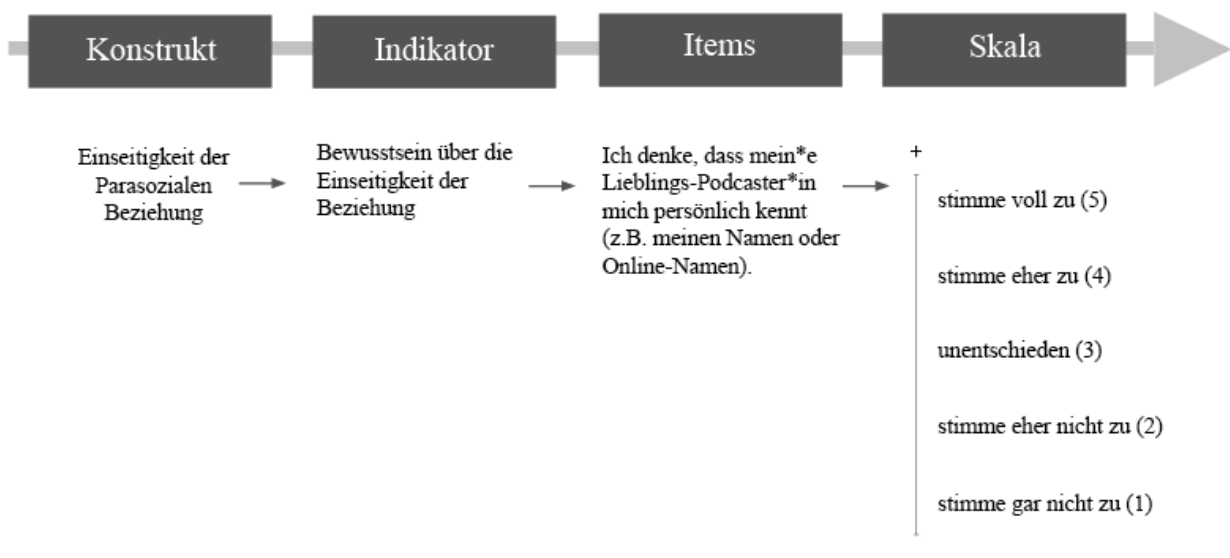 Konstrukt
Indikator
Items
Skala
Einseitigkeit der
Parasozialen
Beziehung
Bewusstsein über die
Einseitigkeit der
Beziehung
Ich denke, dass mein*e
Lieblings-Podcaster*in
mich persönlich kennt
(z.B. meinen Namen oder
Online-Namen).
+
stimme voll zu (5)
stimme eher zu (4)
unentschieden (3)
stimme eher nicht zu (2)
stimme gar nicht zu (1)